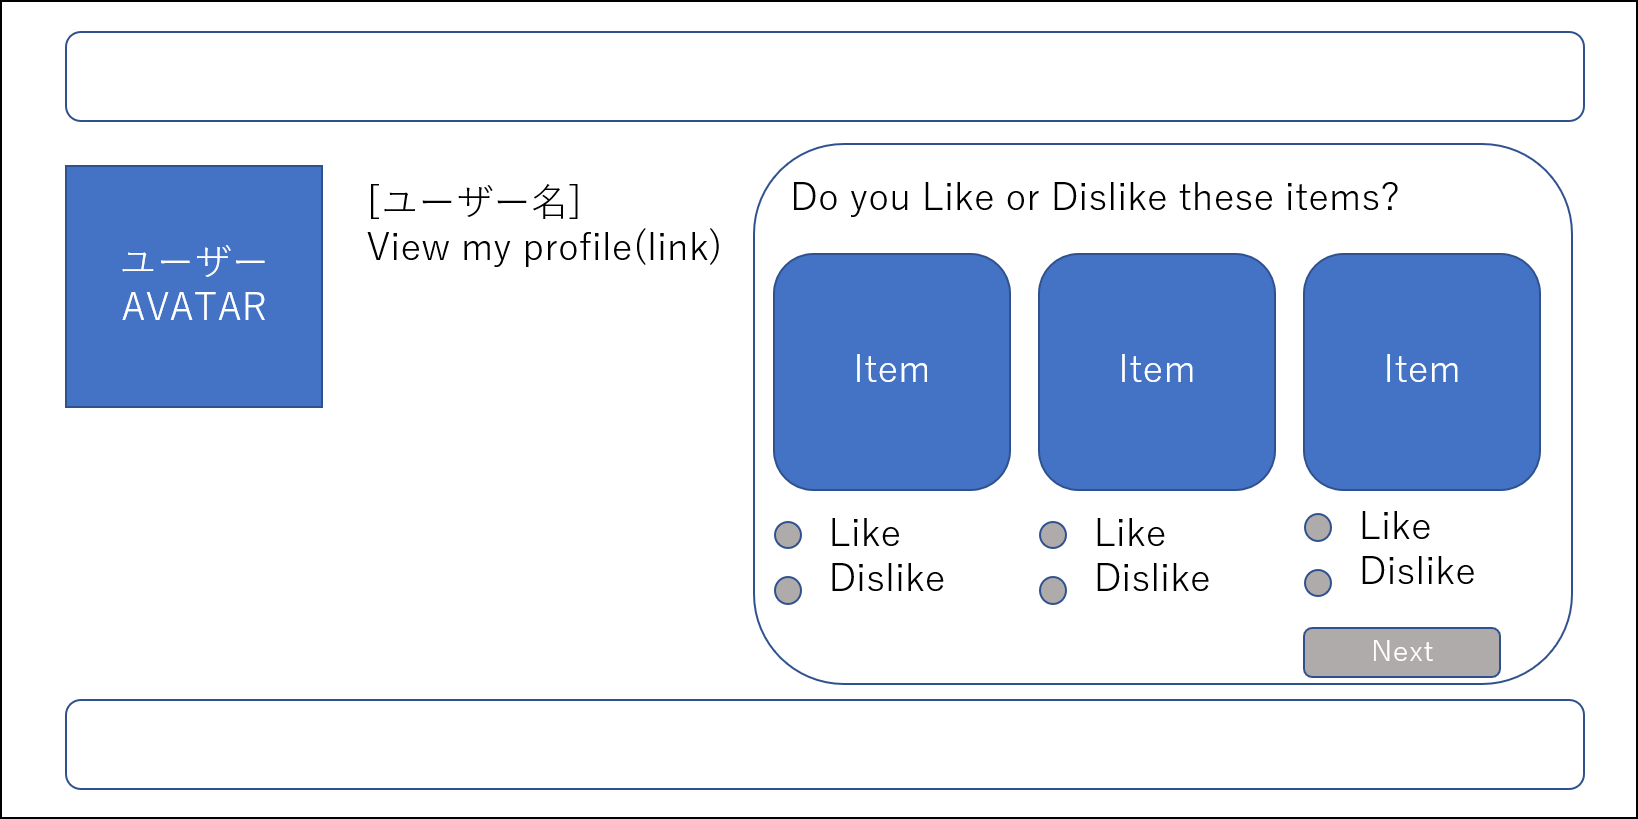 ユーザー
AVATAR
[ユーザー名]
View my profile(link)
Do you Like or Dislike these items?
Item
Item
Item
Like
Dislike
Like
Dislike
Like
Dislike
Next